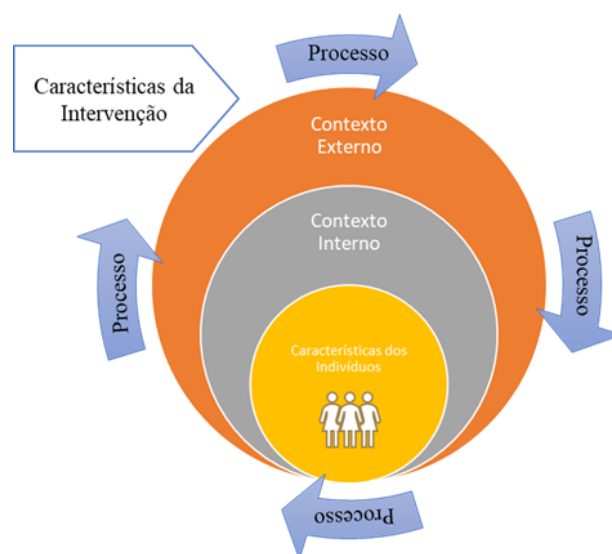 Processo
Características da
Intervenção
Contexto
Externo
Contexto
Interno
Processo
Processo
Características dos
Indivíduos
Processo